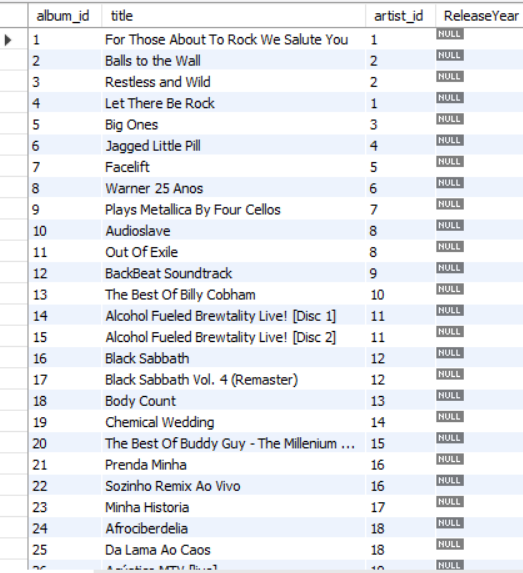 album_id title artist_id ReleaseYear
1 For Those About To Rock We Salute You 1 NULL
2 Balls to the Wall 2 NULL
3 Restless and Wild 2 NULL
4 Let There Be Rock 1 NULL
5 Big Ones 3 NULL
6 Jagged Little Pill 4 NULL
7 Facelift 5 NULL
8 Warner 25 Anos 6 NULL
9 Plays Metallica By Four Cellos 7 NULL
10 Audioslave 8 NULL
11 Out Of Exile 8 NULL
12 BackBeat Soundtrack 9 NULL
13 The Best Of Billy Cobham 10 NULL
14 Alcohol Fueled Brewtality Live! [Disc 1] 11 NULL
15 Alcohol Fueled Brewtality Live! [Disc 2] 11 NULL
16 Black Sabbath 12 NULL
17 Black Sabbath Vol. 4 (Remaster) 12 NULL
18 Body Count 13 NULL
19 Chemical Wedding 14 NULL
20 The Best Of Buddy Guy - The Millenium ... 15 NULL
21 Prenda Minha 16 NULL
22 Sozinho Remix Ao Vivo 16 NULL
23 Minha Historia 17 NULL
24 Afrociberdelia 18 NULL
25 Da Lama Ao Caos 18 NULL